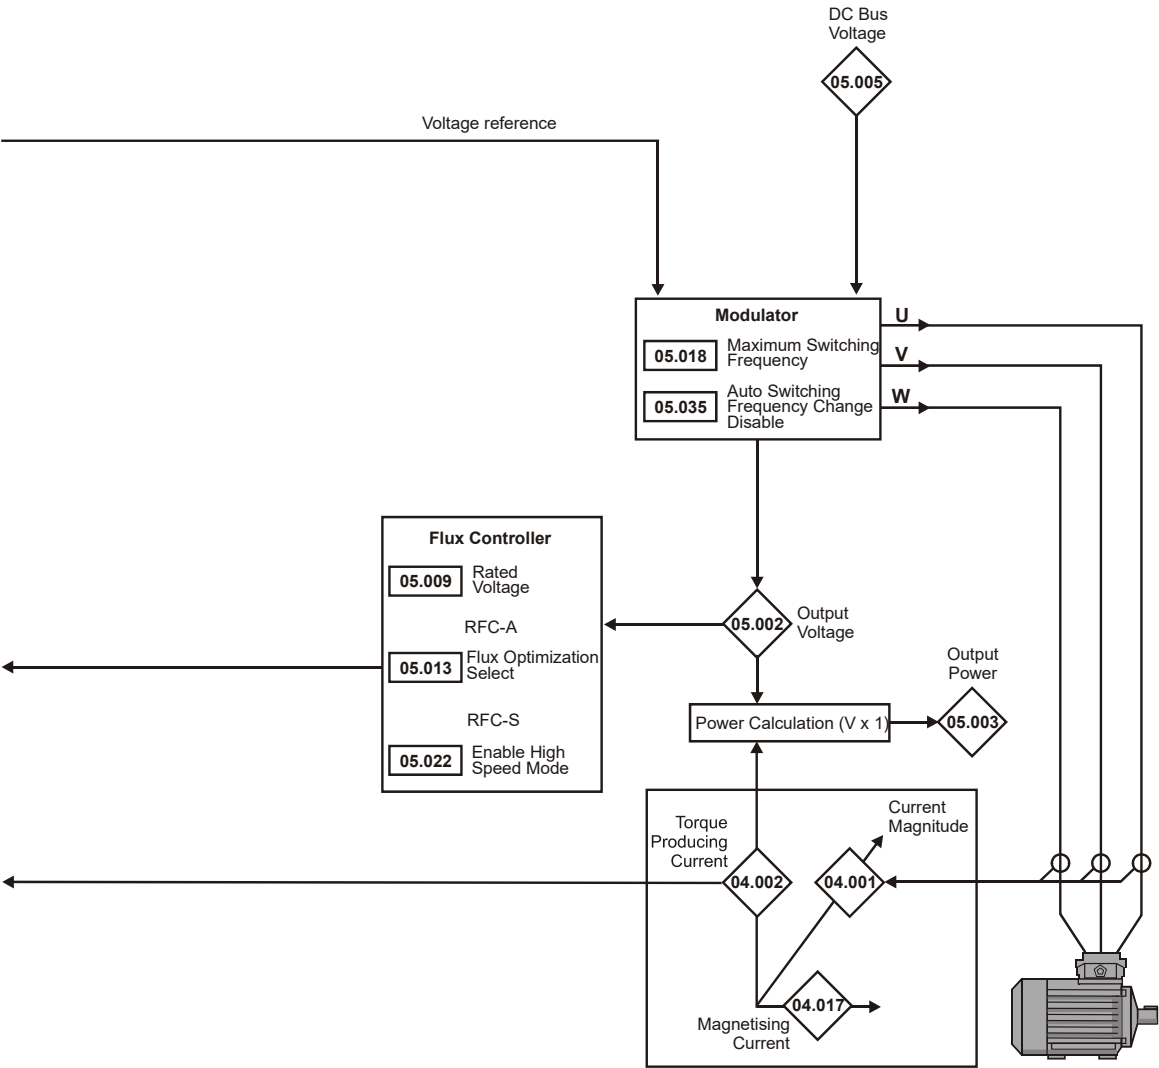 DC Bus
Voltage
05.005
Voltage reference
Modulator
05.018
Maximum Switching
Frequency
05.035
Auto Switching
Frequency Change
Disable
U
V
W
Flux Controller
05.009
Rated
Voltage
RFC-A
05.013
Flux Optimization
Select
RFC-S
05.022
Enable High
Speed Mode
05.002
Output
Voltage
Output
Power
Power Calculation (V x 1)
05.003
Torque
Producing
Current
04.002
Current
Magnitude
04.001
04.017
Magnetising
Current